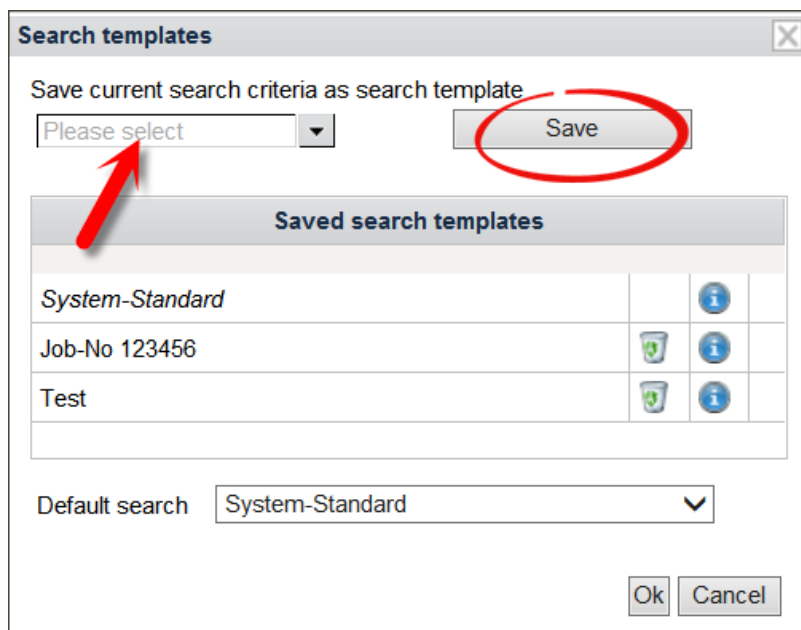 Search templates
Save current search criteria as search template
Please select
Save
Saved search templates
System-Standard
Job-No 123456
Test
Default search System-Standard
Ok Cancel